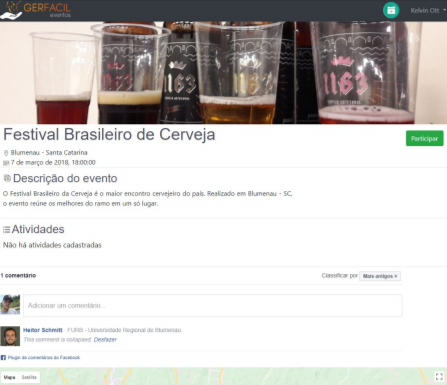 GERFACIL
eventos
Kelvin Ott
1163
1163
Festival Brasileiro de Cerveja
Participar
Blumenau - Santa Catarina
7 de março de 2018, 18:00:00
Descrição do evento
O Festival Brasileiro da Cerveja é o maior encontro cervejeiro do país. Realizado em Blumenau - SC,
o evento reúne os melhores do ramo em um só lugar.
Atividades
Não há atividades cadastradas
1 comentário
Classificar por Mais antigos
Adicionar um comentário...
Heitor Schmitt · FURB - Universidade Regional de Blumenau
This comment is collapsed. Desfazer
Plugin de comentários do Facebook
Mapa Satélite